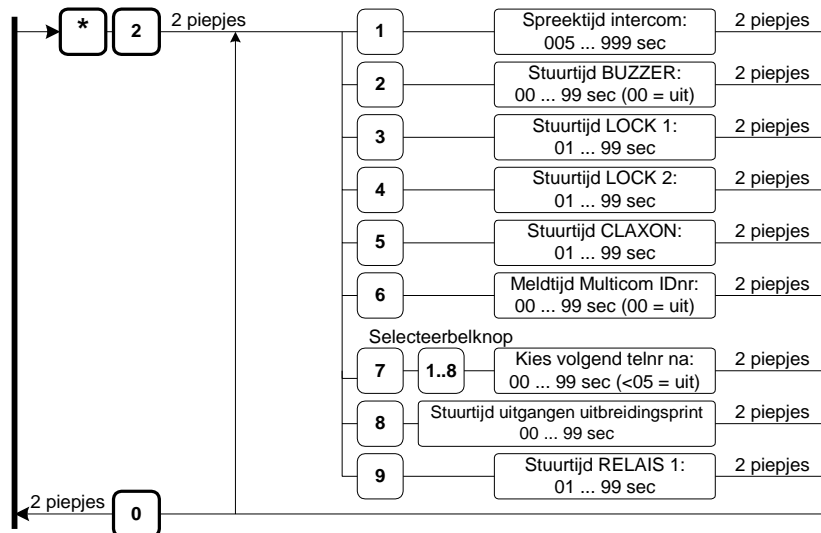 * 2 2 piepjes
1 Spreektijd intercom: 2 piepjes
005 ... 999 sec
2 Stuurtijd BUZZER: 2 piepjes
00 ... 99 sec (00 = uit)
3 Stuurtijd LOCK 1: 2 piepjes
01 ... 99 sec
4 Stuurtijd LOCK 2: 2 piepjes
01 ... 99 sec
5 Stuurtijd CLAXON: 2 piepjes
01 ... 99 sec
6 Meldtijd Multicom IDnr: 2 piepjes
00 ... 99 sec (00 = uit)
Selecteerbelknop
7 1..8 Kies volgend telnr na: 2 piepjes
00 ... 99 sec (<05 = uit)
8 Stuurtijd uitgangen uitbreidingsprint 2 piepjes
00 ... 99 sec
9 Stuurtijd RELAIS 1: 2 piepjes
01 ... 99 sec
2 piepjes 0